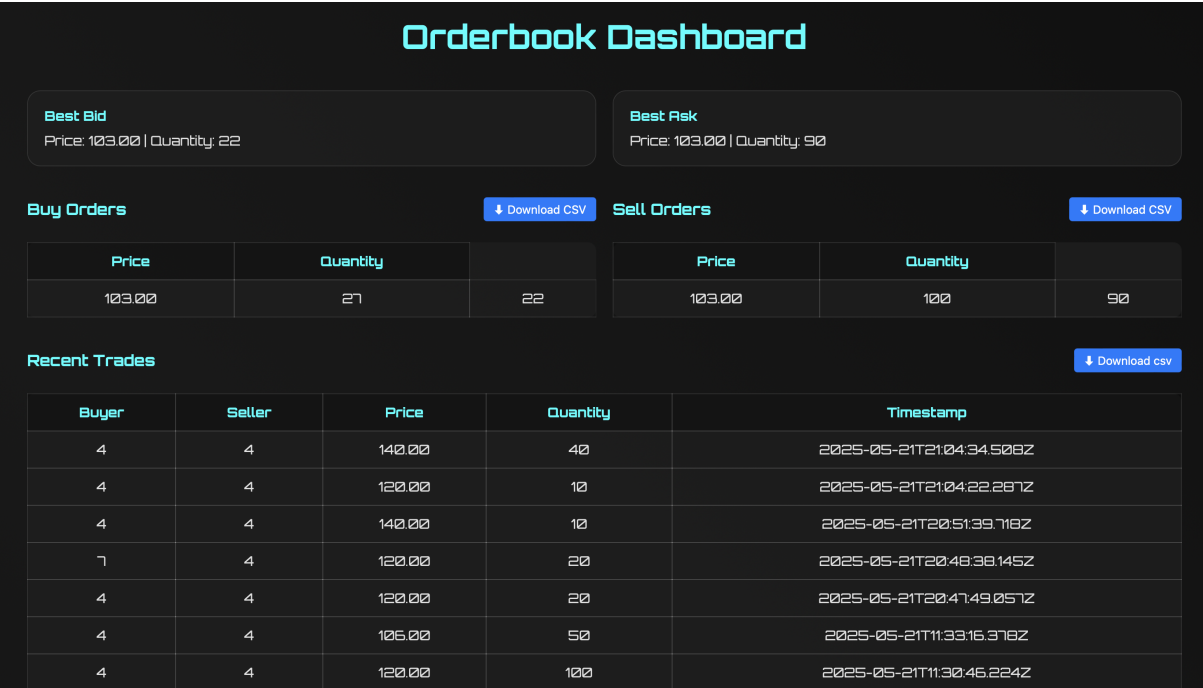 Orderbook Dashboard
Best Bid
Price: 103.00 | Quantity: 22
Best Ask
Price: 103.00 | Quantity: 90
Buy Orders
Download CSV
Price Quantity
103.00 27 22
Sell Orders
Download CSV
Price Quantity
103.00 100 90
Recent Trades
Download csv
Buyer Seller Price Quantity Timestamp
4 4 140.00 40 2025-05-21T21:04:34.508Z
4 4 120.00 10 2025-05-21T21:04:22.287Z
4 4 140.00 10 2025-05-21T20:51:39.718Z
7 4 120.00 20 2025-05-21T20:48:38.145Z
4 4 120.00 20 2025-05-21T20:47:49.057Z
4 4 106.00 50 2025-05-21T11:33:16.378Z
4 4 120.00 100 2025-05-21T11:30:46.224Z